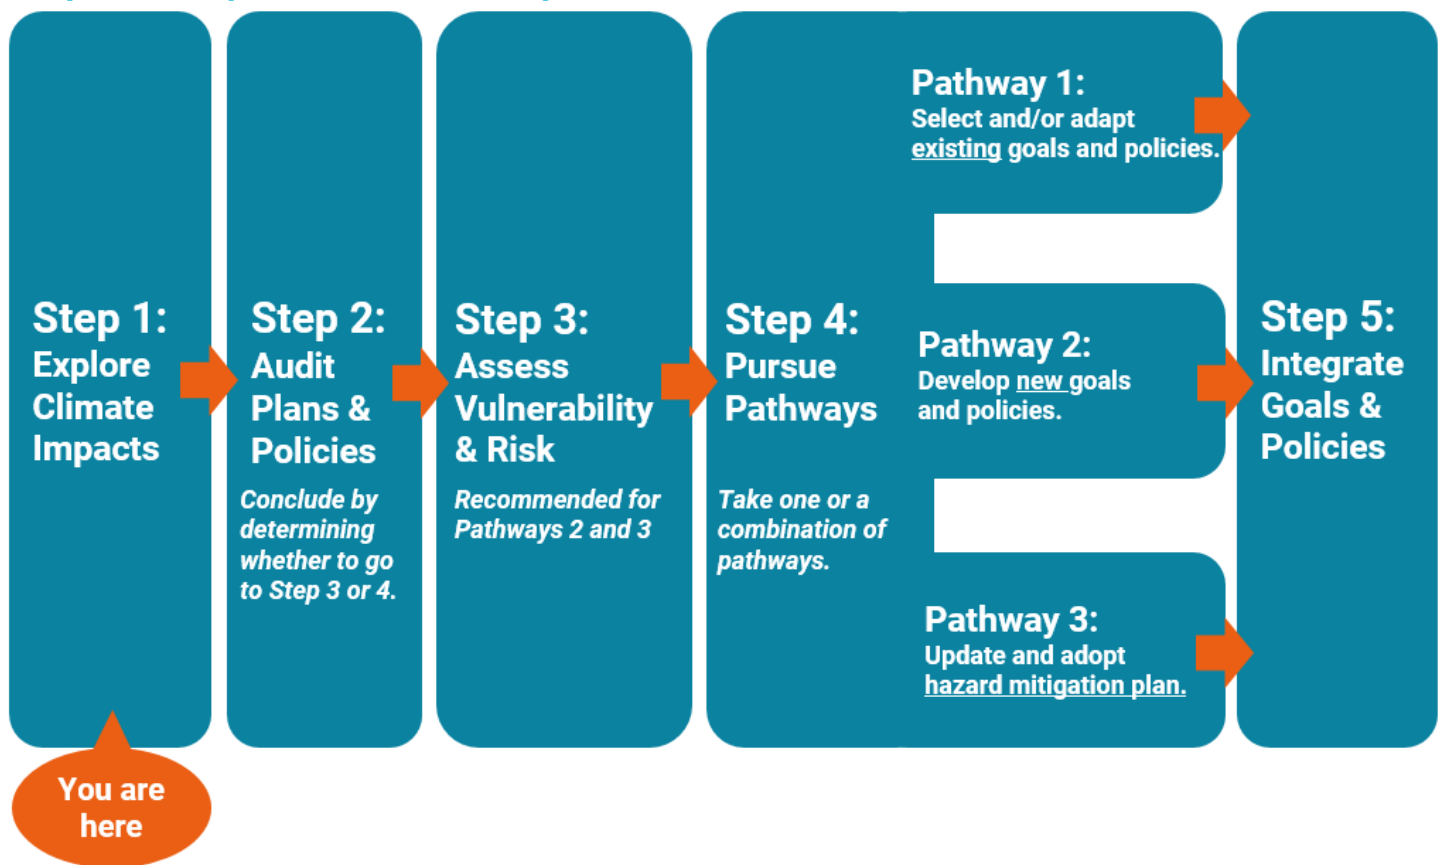 Step 1:
Explore
Climate
Impacts
You are
here
Step 2:
Audit
Plans &
Policies
Conclude by
determining
whether to go
to Step 3 or 4.
Step 3:
Assess
Vulnerability
& Risk
Recommended for
Pathways 2 and 3
Step 4:
Pursue
Pathways
Take one or a
combination of
pathways.
Pathway 1:
Select and/or adapt
existing goals and policies.
Pathway 2:
Develop new goals
and policies.
Pathway 3:
Update and adopt
hazard mitigation plan.
Step 5:
Integrate
Goals &
Policies